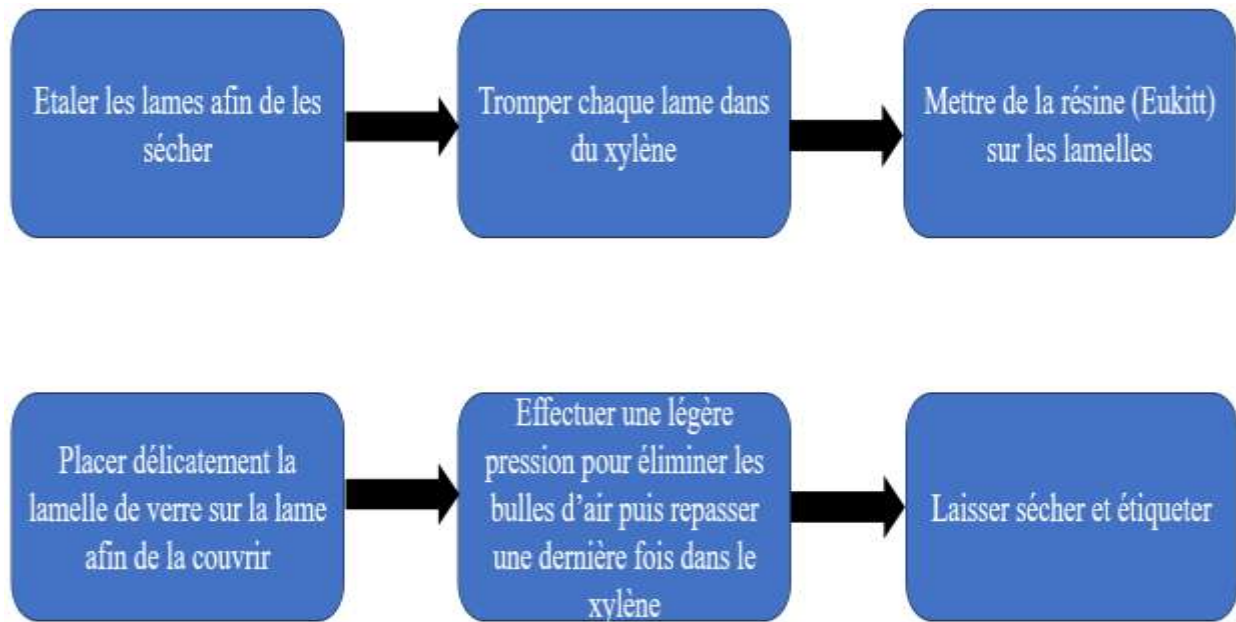 Etaler les lames afin de les
sécher
Tromper chaque lame dans
du xylène
Mettre de la résine (Eukitt)
sur les lamelles
Placer délicatement la
lamelle de verre sur la lame
afin de la couvrir
Effectuer une légère
pression pour éliminer les
bulles d’air puis repasser
une dernière fois dans le
xylène
Laisser sécher et étiqueter